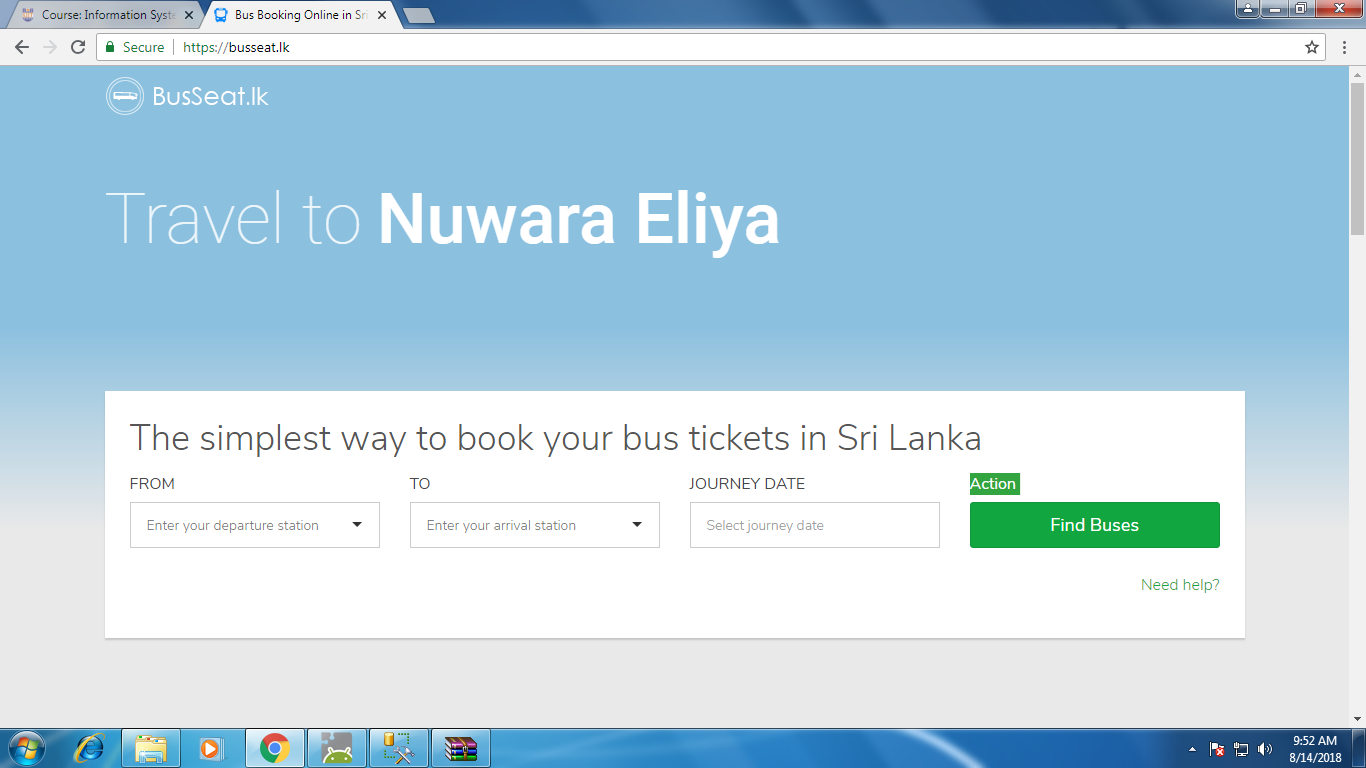 Course: Information Syste
Bus Booking Online in Sri
Secure
https://busseat.lk
BusSeat.lk
Travel to Nuwara Eliya
The simplest way to book your bus tickets in Sri Lanka
FROM TO JOURNEY DATE Action
Enter your departure station Enter your arrival station Select journey date Find Buses
Need help?
9:52 AM
8/14/2018